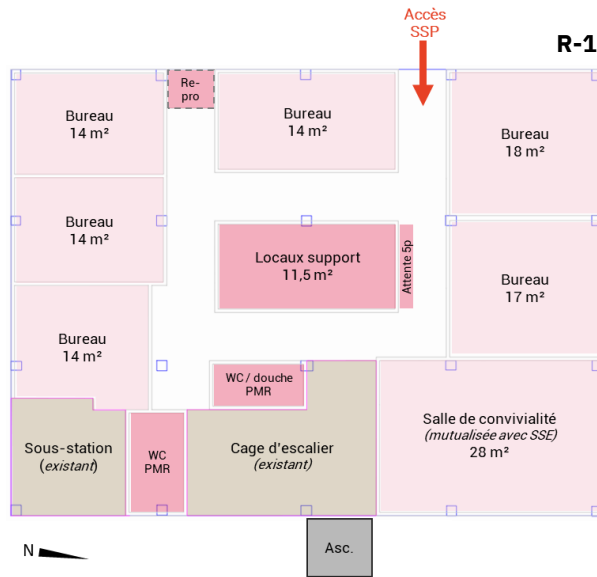 Accès
SSP
R-1
Re-
pro
Bureau
14 m²
Bureau
14 m²
Bureau
18 m²
Bureau
14 m²
Locaux support
11,5 m²
Attente 5p
Bureau
17 m²
Bureau
14 m²
WC / douche
PMR
Salle de convivialité
(mutualisée avec SSE)
28 m²
Sous-station
(existant)
WC
PMR
Cage d'escalier
(existant)
N
Asc.